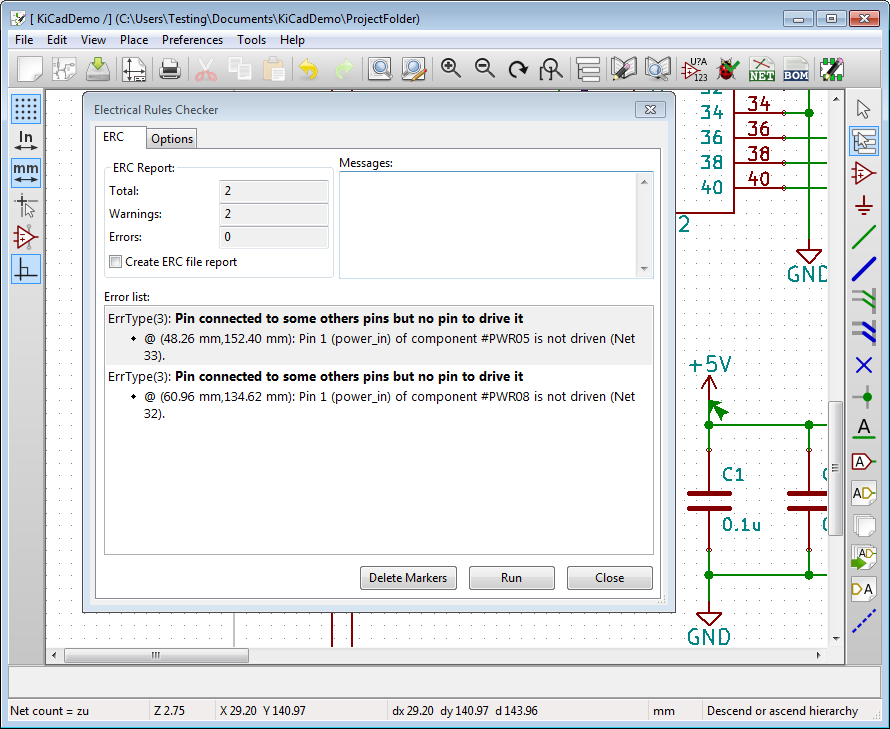 [ KiCadDemo /] (C:\Users\Testing\Documents\KiCadDemo\ProjectFolder)
File Edit View Place Preferences Tools Help
U?A
123
NET
BOM
In
mm
Electrical Rules Checker
ERC Options
ERC Report:
Total: 2
Warnings: 2
Errors: 0
Create ERC file report
Messages:
Error list:
ErrType(3): Pin connected to some others pins but no pin to drive it
@ (48.26 mm,152.40 mm): Pin 1 (power_in) of component #PWR05 is not driven (Net
33).
ErrType(3): Pin connected to some others pins but no pin to drive it
@ (60.96 mm,134.62 mm): Pin 1 (power_in) of component #PWR08 is not driven (Net
32).
Delete Markers Run Close
34 34
36 36
38 38
40 40
2
GND
+5V
C1
0.1u
GND
A
A
AD
AD
DA
Net count = zu Z 2.75 X 29.20 Y 140.97 dx 29.20 dy 140.97 d 143.96 mm Descend or ascend hierarchy